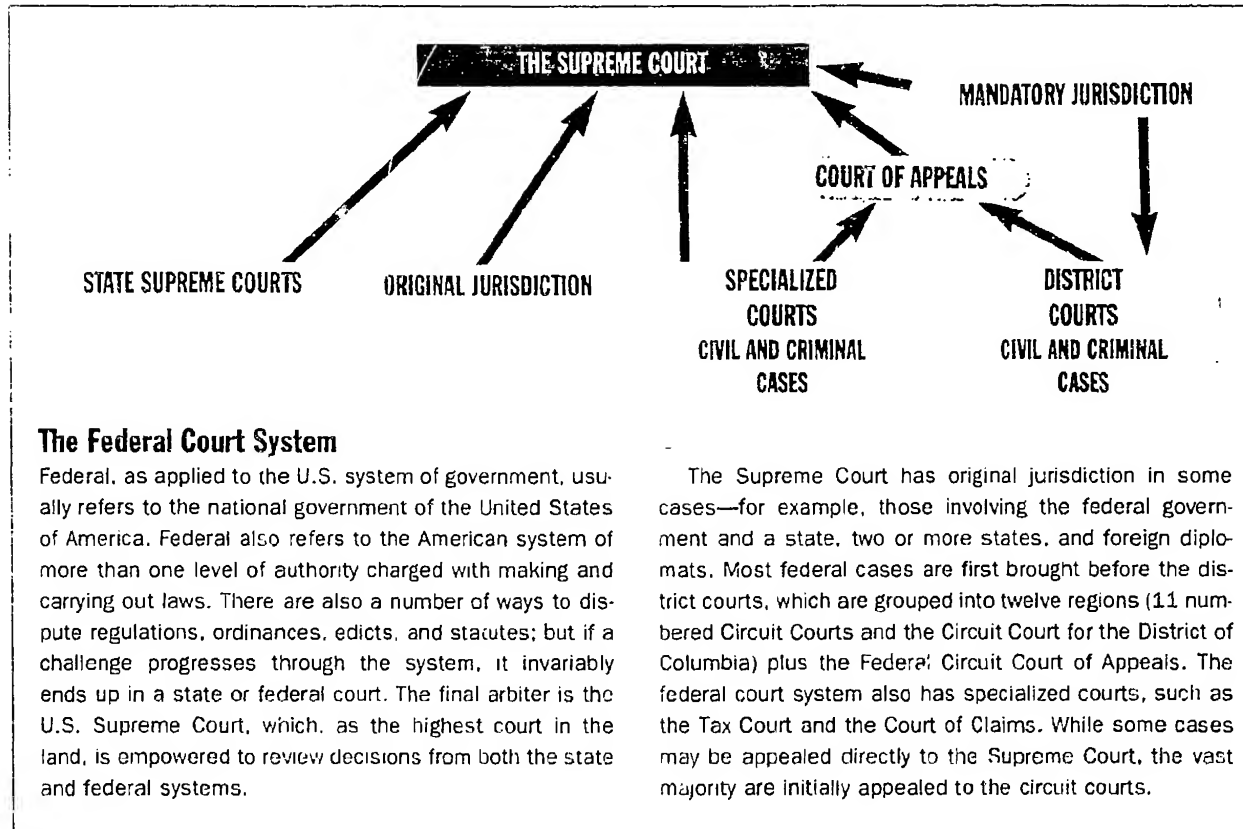 THE SUPREME COURT
MANDATORY JURISDICTION
COURT OF APPEALS
STATE SUPREME COURTS
ORIGINAL JURISDICTION
SPECIALIZED
COURTS
CIVIL AND CRIMINAL
CASES
DISTRICT
COURTS
CIVIL AND CRIMINAL
CASES
The Federal Court System
Federal, as applied to the U.S. system of government, usu-
ally refers to the national government of the United States
of America. Federal also refers to the American system of
more than one level of authority charged with making and
carrying out laws. There are also a number of ways to dis-
pute regulations, ordinances, edicts, and statutes; but if a
challenge progresses through the system, it invariably
ends up in a state or federal court. The final arbiter is the
U.S. Supreme Court, which, as the highest court in the
land, is empowered to review decisions from both the state
and federal systems.
The Supreme Court has original jurisdiction in some
cases—for example, those involving the federal govern-
ment and a state, two or more states, and foreign diplo-
mats. Most federal cases are first brought before the dis-
trict courts, which are grouped into twelve regions (11 num-
bered Circuit Courts and the Circuit Court for the District of
Columbia) plus the Federal Circuit Court of Appeals. The
federal court system also has specialized courts, such as
the Tax Court and the Court of Claims. While some cases
may be appealed directly to the Supreme Court, the vast
majority are initially appealed to the circuit courts.